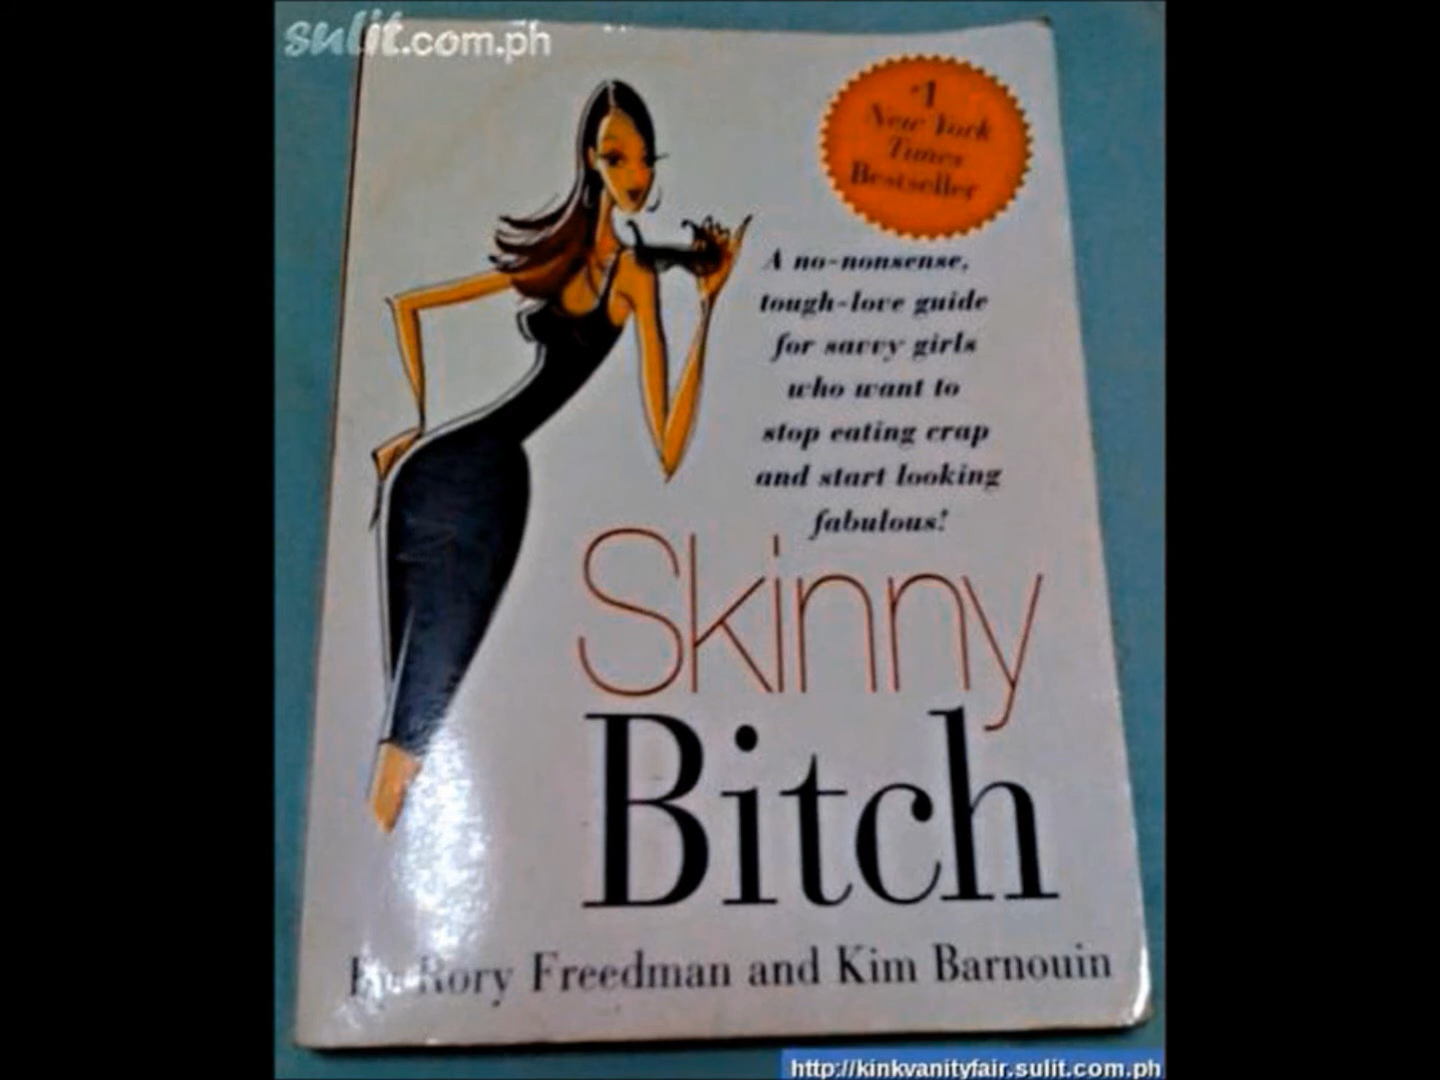 sulit.com.ph
#1
New York
Times
Bestseller
A no-nonsense,
tough-love guide
for savvy girls
who want to
stop eating crap
and start looking
fabulous!
Skinny
Bitch
by Rory Freedman and Kim Barnouin
http://kinkvanityfair.sulit.com.ph